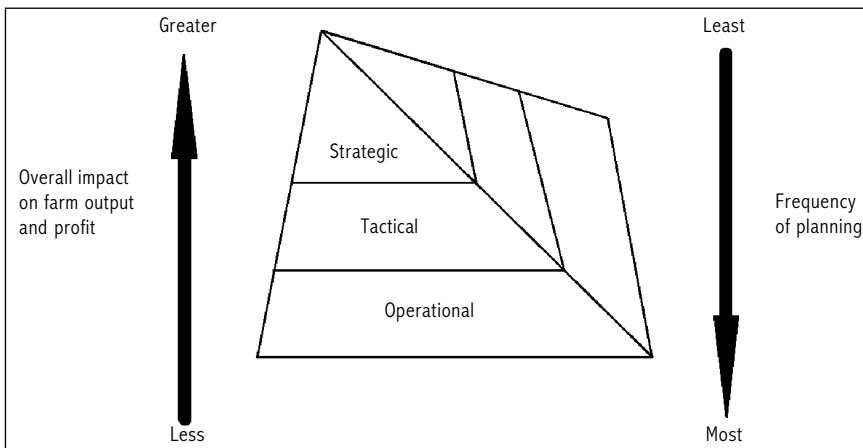 Greater
Least
Strategic
Overall impact
on farm output
and profit
Tactical
Frequency
of planning
Operational
Less
Most